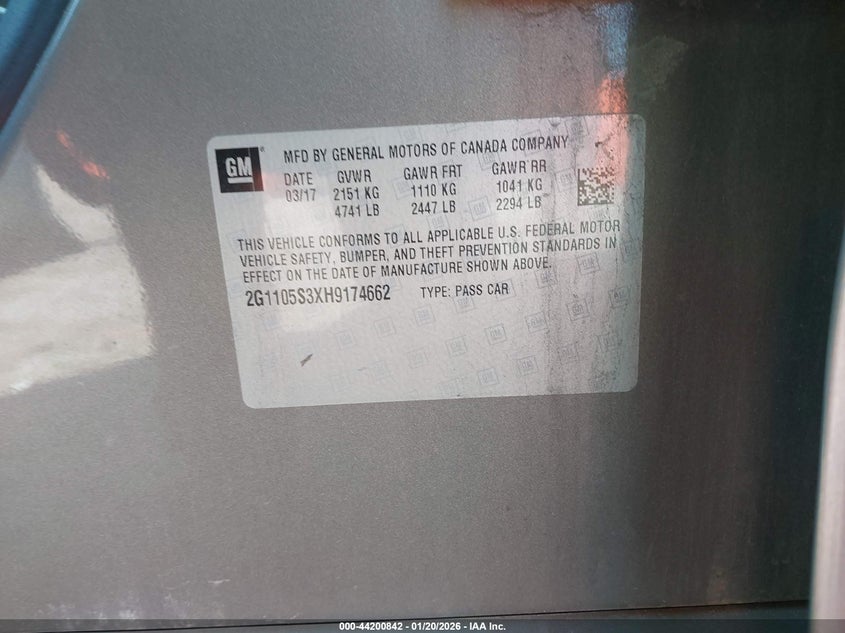 GM
MFD BY GENERAL MOTORS OF CANADA COMPANY
DATE GVWR GAWR FRT GAWR RR
03/17 2151 KG 1110 KG 1041 KG
4741 LB 2447 LB 2294 LB
THIS VEHICLE CONFORMS TO ALL APPLICABLE U.S. FEDERAL MOTOR
VEHICLE SAFETY, BUMPER, AND THEFT PREVENTION STANDARDS IN
EFFECT ON THE DATE OF MANUFACTURE SHOWN ABOVE.
2G1105S3XH9174662 TYPE: PASS CAR
000-44200842 - 01/20/2026 - IAA Inc.